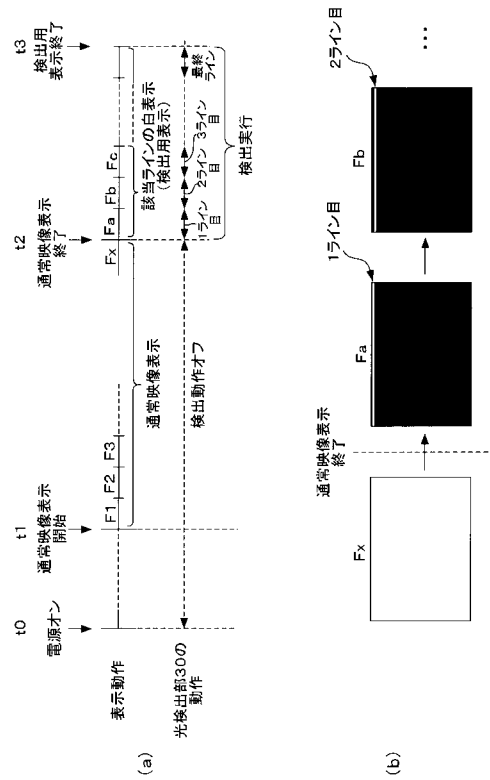 (a)
t0
電源オン
t1
通常映像表示
開始
t2
通常映像表示
終了
t3
検出用
表示終了
表示動作
F1
F2
F3
Fx
Fa
Fb
Fc
通常映像表示
該当ラインの白表示
(検出用表示)
光検出部30の
動作
検出動作オフ
1ライン
目
2ライン目
3ライン目
最終
ライン
検出実行
(b)
Fx
通常映像表示
終了
Fa
1ライン目
Fb
2ライン目
...